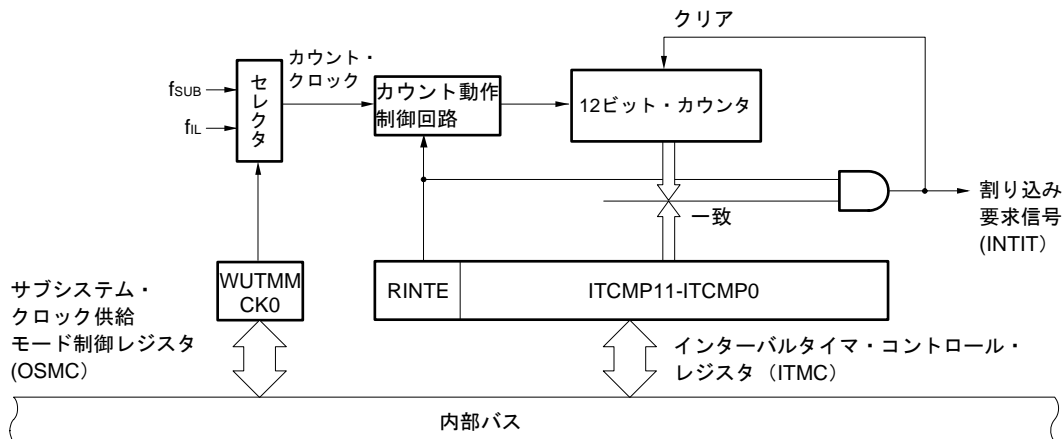 クリア
カウント・
クロック
fSUB
fIL
セレクタ
カウント動作
制御回路
12ビット・カウンタ
一致
割り込み
要求信号
(INTIT)
WUTMM
CK0
RINTE
ITCMP11-ITCMP0
サブシステム・
クロック供給
モード制御レジスタ
(OSMC)
インターバルタイマ・コントロール・
レジスタ（ITMC）
内部バス